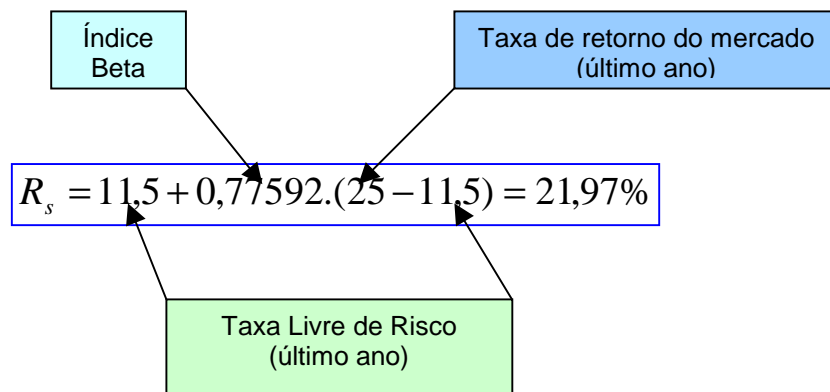 Índice
Beta
Taxa de retorno do mercado
(último ano)
R_s = 11,5 + 0,77592.(25 − 11,5) = 21,97%
Taxa Livre de Risco
(último ano)